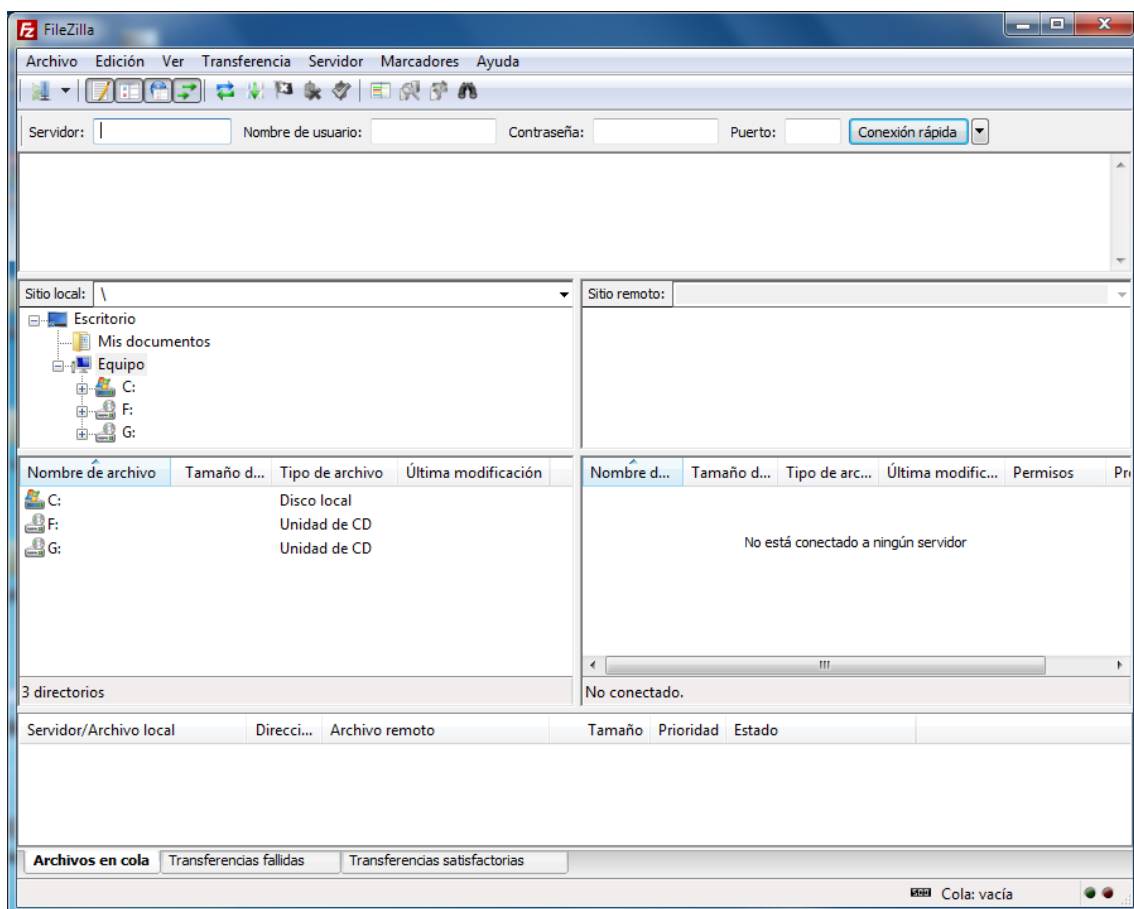 FileZilla
Archivo Edición Ver Transferencia Servidor Marcadores Ayuda
Servidor: Nombre de usuario: Contraseña: Puerto: Conexión rápida
Sitio local: \
Escritorio
Mis documentos
Equipo
C:
F:
G:
Sitio remoto:
Nombre de archivo Tamaño d... Tipo de archivo Última modificación
C: Disco local
F: Unidad de CD
G: Unidad de CD
3 directorios
Nombre d... Tamaño d... Tipo de arc... Última modific... Permisos Pr
No está conectado a ningún servidor
No conectado.
Servidor/Archivo local Direcci... Archivo remoto Tamaño Prioridad Estado
Archivos en cola Transferencias fallidas Transferencias satisfactorias
Cola: vacía